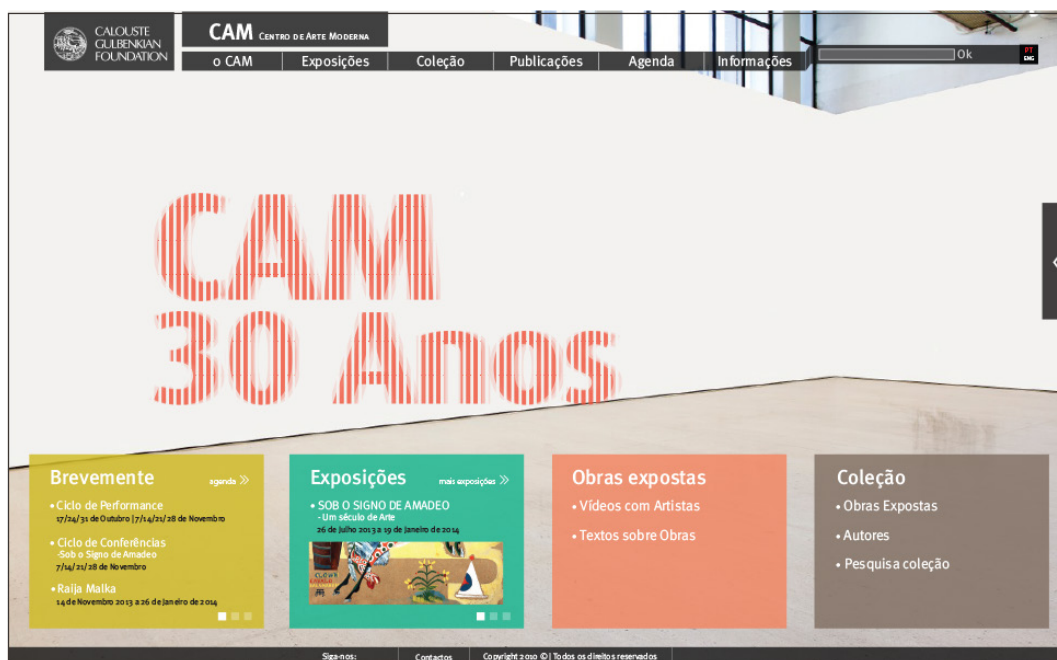 CALOUSTE
GULBENKIAN
FOUNDATION
CAM CENTRO DE ARTE MODERNA
o CAM
Exposições
Coleção
Publicações
Agenda
Informações
Ok
PT
ENG
CAM
30 Anos
Brevemente
agenda »
• Ciclo de Performance
17/24/31 de Outubro | 7/14/21/28 de Novembro
• Ciclo de Conferências
-Sob o Signo de Amadeo
7/14/21/28 de Novembro
• Raija Malka
14 de Novembro 2013 a 26 de Janeiro de 2014
Exposições
mais exposições »
• SOB O SIGNO DE AMADEO
- Um século de Arte
26 de Julho 2013 a 19 de Janeiro de 2014
CLOWN
Obras expostas
• Vídeos com Artistas
• Textos sobre Obras
Coleção
• Obras Expostas
• Autores
• Pesquisa coleção
Siga-nos:
Contactos
Copyright 2010 © | Todos os direitos reservados